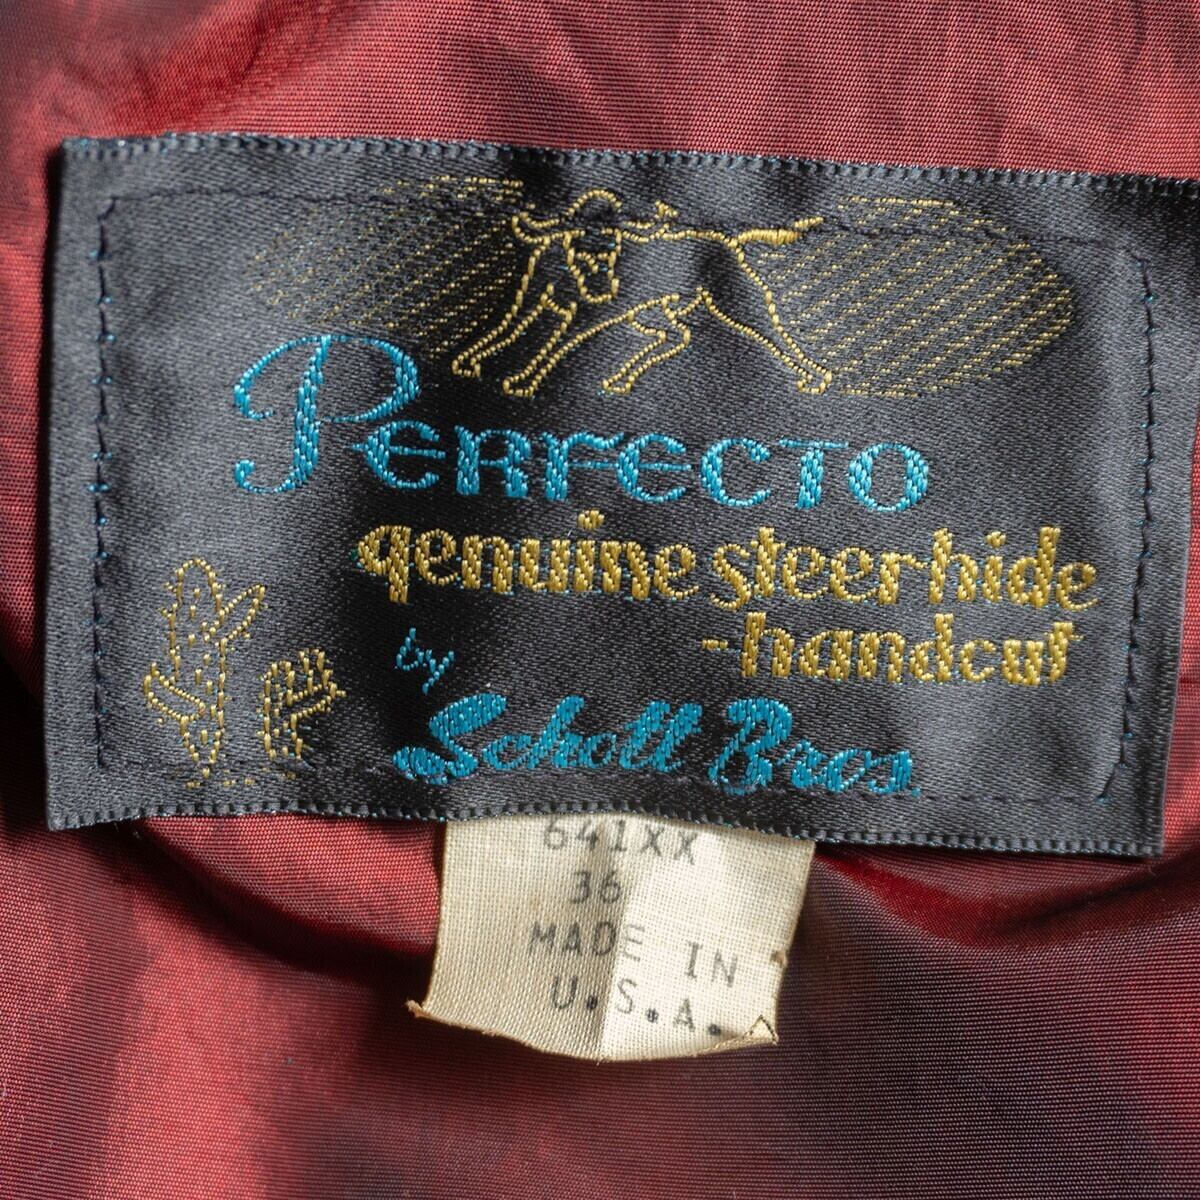 PERFECTO
genuine steerhide
-handcut
by
Schott Bros.
641XX
36
MADE IN
U.S.A.